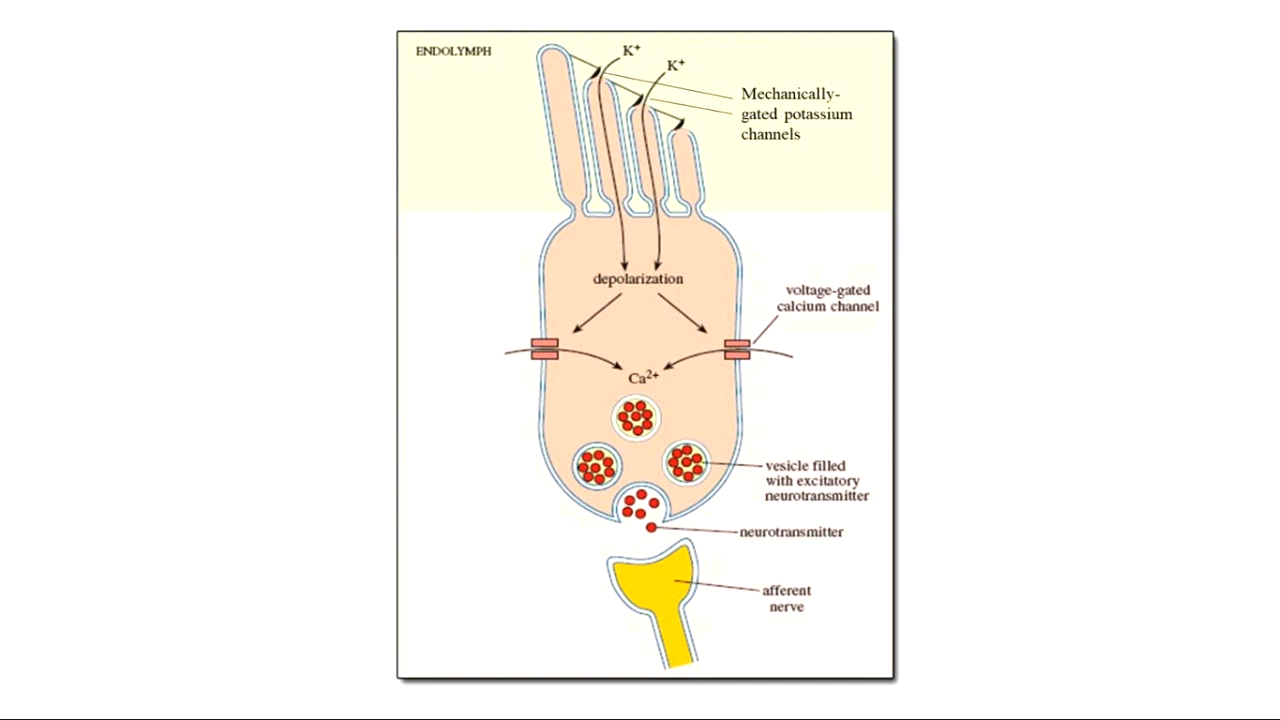 ENDOLYMPH
K+
K+
Mechanically-
gated potassium
channels
depolarization
voltage-gated
calcium channel
Ca2+
vesicle filled
with excitatory
neurotransmitter
neurotransmitter
afferent
nerve